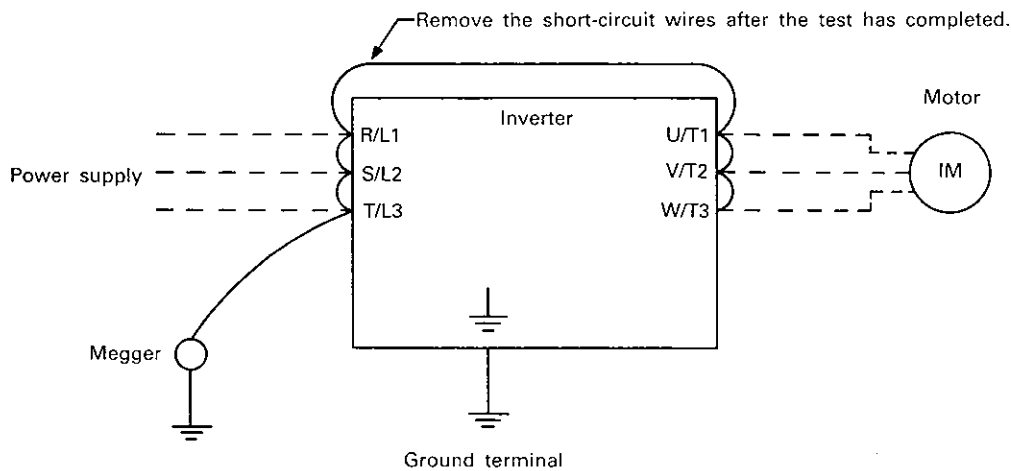 Remove the short-circuit wires after the test has completed.
Motor
Inverter
R/L1
U/T1
Power supply
S/L2
V/T2
IM
T/L3
W/T3
Megger
Ground terminal